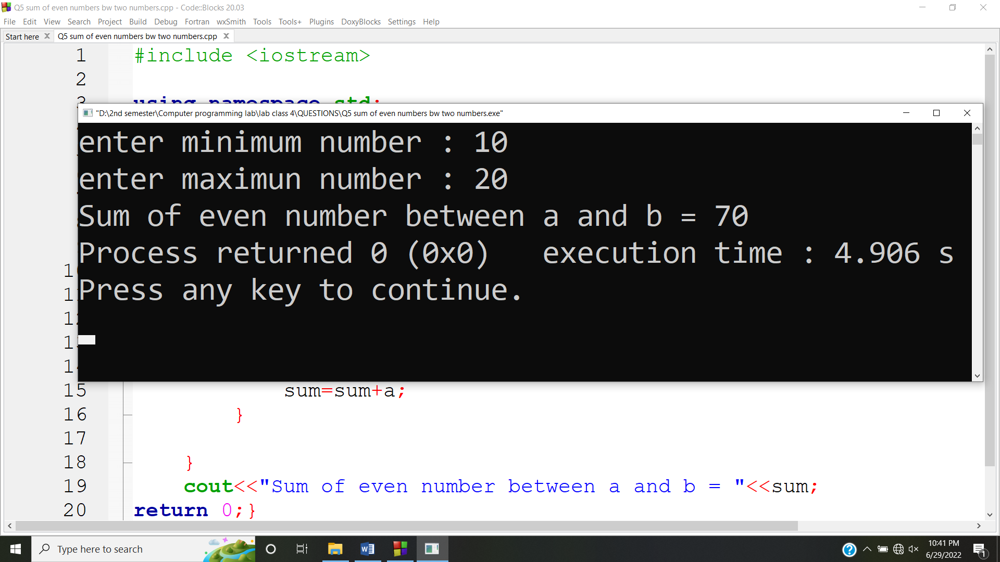 Q5 sum of even numbers bw two numbers.cpp - Code::Blocks 20.03
File Edit View Search Project Build Debug Fortran wxSmith Tools Tools+ Plugins DoxyBlocks Settings Help
Start here X Q5 sum of even numbers bw two numbers.cpp X
1 #include <iostream>
2
3 using namespace std;
"D:\2nd semester\Computer programming lab\lab class 4\QUESTIONS\Q5 sum of even numbers bw two numbers.exe"
enter minimum number : 10
enter maximun number : 20
Sum of even number between a and b = 70
Process returned 0 (0x0)   execution time : 4.906 s
Press any key to continue.
15 sum=sum+a;
16 }
17
18 }
19 cout<<"Sum of even number between a and b = "<<sum;
20 return 0;}
Type here to search
10:41 PM
6/29/2022
1